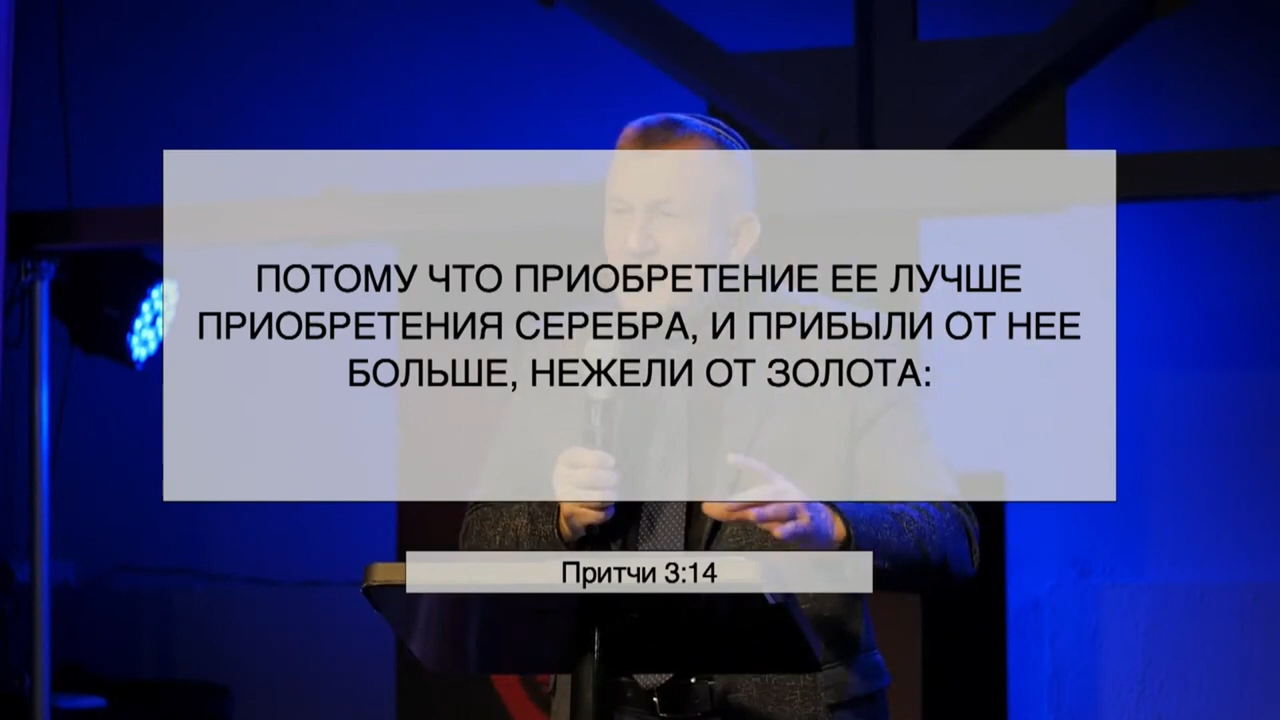 ПОТОМУ ЧТО ПРИОБРЕТЕНИЕ ЕЕ ЛУЧШЕ
ПРИОБРЕТЕНИЯ СЕРЕБРА, И ПРИБЫЛИ ОТ НЕЕ
БОЛЬШЕ, НЕЖЕЛИ ОТ ЗОЛОТА:
Притчи 3:14